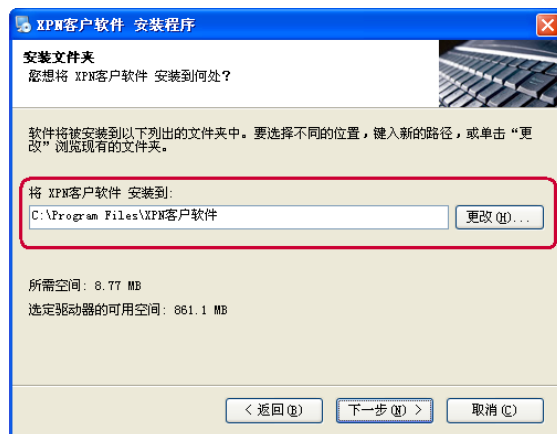 XPN客户软件 安装程序
安装文件夹
您想将 XPN客户软件 安装到何处？
软件将被安装到以下列出的文件夹中。要选择不同的位置，键入新的路径，或单击“更
改”浏览现有的文件夹。
将 XPN客户软件 安装到:
C:\Program Files\XPN客户软件
更改(H)...
所需空间: 8.77 MB
选定驱动器的可用空间: 861.1 MB
< 返回(B)
下一步(N) >
取消(C)